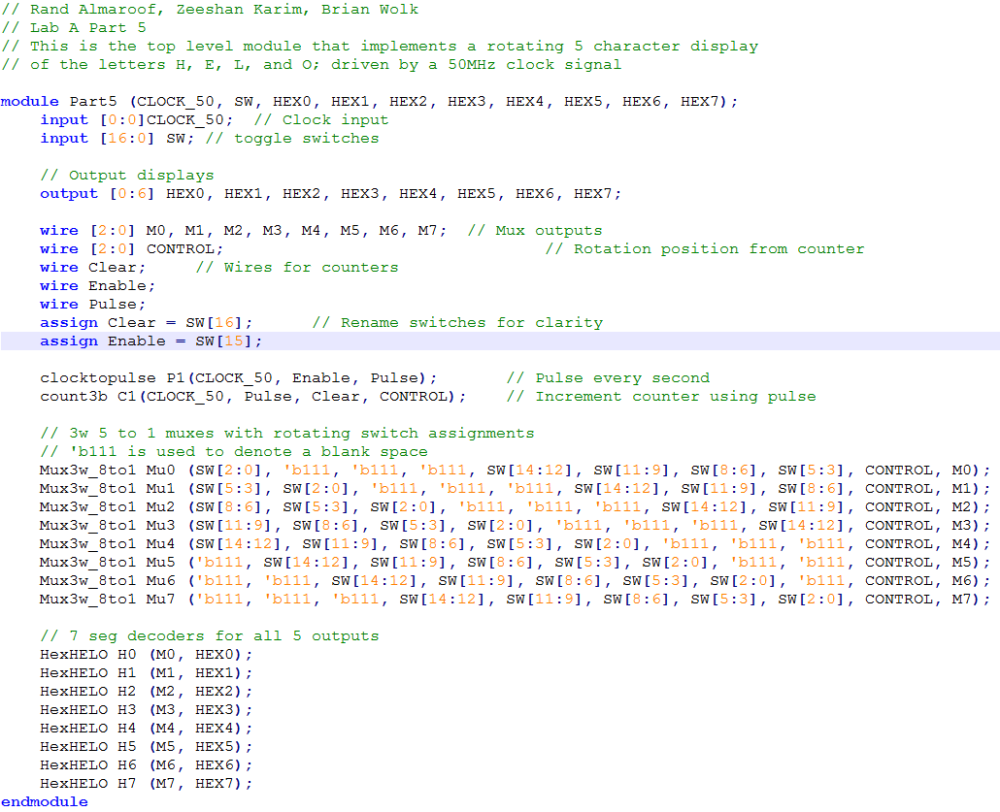 // Rand Almaroof, Zeeshan Karim, Brian Wolk
// Lab A Part 5
// This is the top level module that implements a rotating 5 character display
// of the letters H, E, L, and O; driven by a 50MHz clock signal
module Part5 (CLOCK_50, SW, HEX0, HEX1, HEX2, HEX3, HEX4, HEX5, HEX6, HEX7);
input [0:0]CLOCK_50; // Clock input
input [16:0] SW; // toggle switches
// Output displays
output [0:6] HEX0, HEX1, HEX2, HEX3, HEX4, HEX5, HEX6, HEX7;
wire [2:0] M0, M1, M2, M3, M4, M5, M6, M7; // Mux outputs
wire [2:0] CONTROL; // Rotation position from counter
wire Clear; // Wires for counters
wire Enable;
wire Pulse;
assign Clear = SW[16]; // Rename switches for clarity
assign Enable = SW[15];
clocktopulse P1(CLOCK_50, Enable, Pulse); // Pulse every second
count3b C1(CLOCK_50, Pulse, Clear, CONTROL); // Increment counter using pulse
// 3w 5 to 1 muxes with rotating switch assignments
// 'b111 is used to denote a blank space
Mux3w_8to1 Mu0 (SW[2:0], 'b111, 'b111, 'b111, SW[14:12], SW[11:9], SW[8:6], SW[5:3], CONTROL, M0);
Mux3w_8to1 Mu1 (SW[5:3], SW[2:0], 'b111, 'b111, 'b111, SW[14:12], SW[11:9], SW[8:6], CONTROL, M1);
Mux3w_8to1 Mu2 (SW[8:6], SW[5:3], SW[2:0], 'b111, 'b111, 'b111, SW[14:12], SW[11:9], CONTROL, M2);
Mux3w_8to1 Mu3 (SW[11:9], SW[8:6], SW[5:3], SW[2:0], 'b111, 'b111, 'b111, SW[14:12], CONTROL, M3);
Mux3w_8to1 Mu4 (SW[14:12], SW[11:9], SW[8:6], SW[5:3], SW[2:0], 'b111, 'b111, 'b111, CONTROL, M4);
Mux3w_8to1 Mu5 ('b111, SW[14:12], SW[11:9], SW[8:6], SW[5:3], SW[2:0], 'b111, 'b111, CONTROL, M5);
Mux3w_8to1 Mu6 ('b111, 'b111, SW[14:12], SW[11:9], SW[8:6], SW[5:3], SW[2:0], 'b111, CONTROL, M6);
Mux3w_8to1 Mu7 ('b111, 'b111, 'b111, SW[14:12], SW[11:9], SW[8:6], SW[5:3], SW[2:0], CONTROL, M7);
// 7 seg decoders for all 5 outputs
HexHELO H0 (M0, HEX0);
HexHELO H1 (M1, HEX1);
HexHELO H2 (M2, HEX2);
HexHELO H3 (M3, HEX3);
HexHELO H4 (M4, HEX4);
HexHELO H5 (M5, HEX5);
HexHELO H6 (M6, HEX6);
HexHELO H7 (M7, HEX7);
endmodule